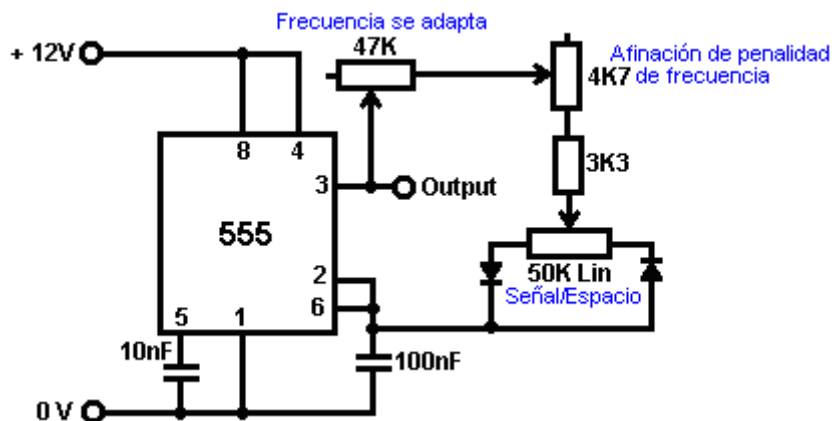 Frecuencia se adapta
47K
+ 12V
Afinación de penalidad
4K7 de frecuencia
8 4
3 Output
3K3
555
2
50K Lin
6
Señal/Espacio
5 1
10nF
100nF
0 V